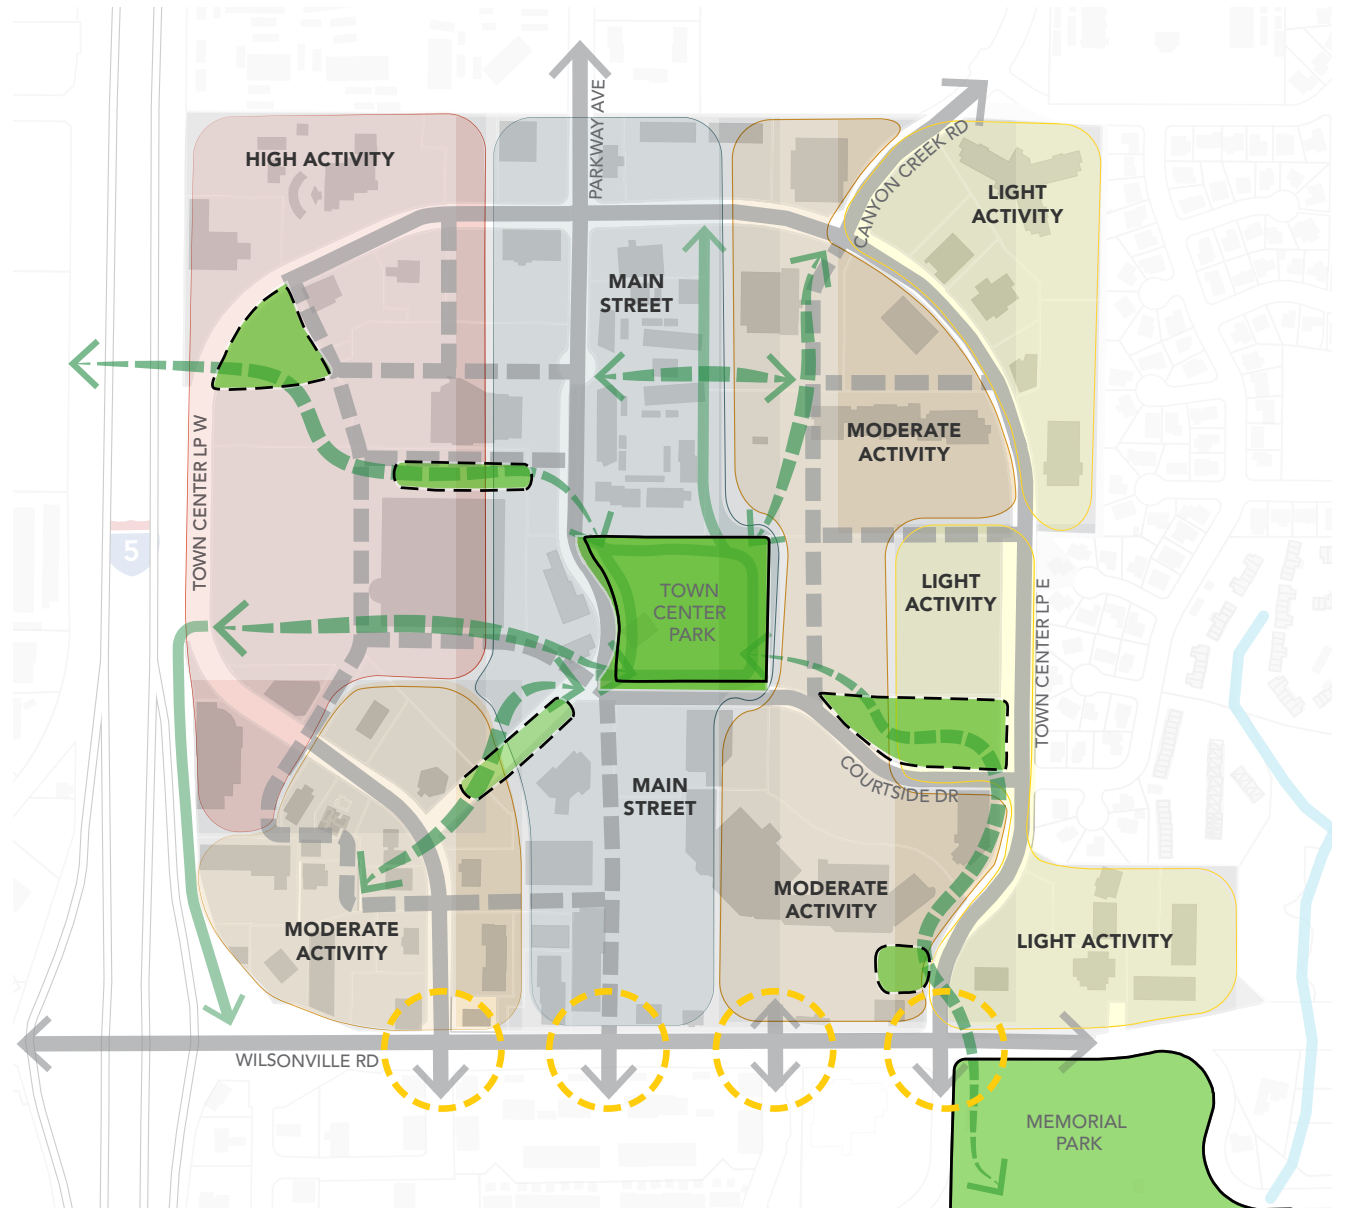 PARKWAY AVE
CANYON CREEK RD
HIGH ACTIVITY
LIGHT
ACTIVITY
MAIN
STREET
TOWN CENTER LP W
MODERATE
ACTIVITY
5
LIGHT
ACTIVITY
TOWN
CENTER
PARK
TOWN CENTER LP E
MAIN
STREET
COURTSIDE DR
MODERATE
ACTIVITY
MODERATE
ACTIVITY
LIGHT ACTIVITY
WILSONVILLE RD
MEMORIAL
PARK